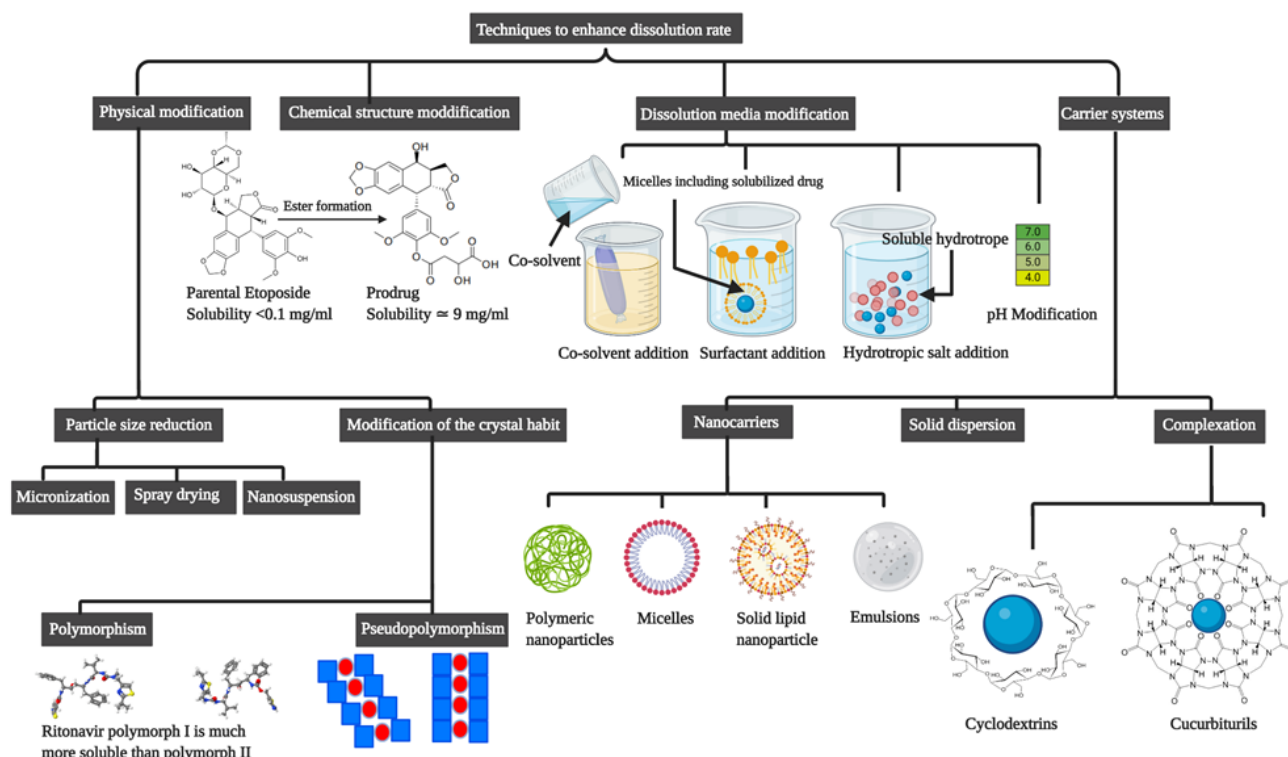 Techniques to enhance dissolution rate
Physical modification
Chemical structure moddification
Dissolution media modification
Carrier systems
Ester formation
Parental Etoposide
Solubility <0.1 mg/ml
Prodrug
Solubility ≃ 9 mg/ml
Micelles including solubilized drug
Co-solvent
Soluble hydrotrope
7.0
6.0
5.0
4.0
pH Modification
Co-solvent addition
Surfactant addition
Hydrotropic salt addition
Particle size reduction
Modification of the crystal habit
Nanocarriers
Solid dispersion
Complexation
Micronization
Spray drying
Nanosuspension
Polymeric
nanoparticles
Micelles
Solid lipid
nanoparticle
Emulsions
Polymorphism
Pseudopolymorphism
Ritonavir polymorph I is much
more soluble than polymorph II
Cyclodextrins
Cucurbiturils